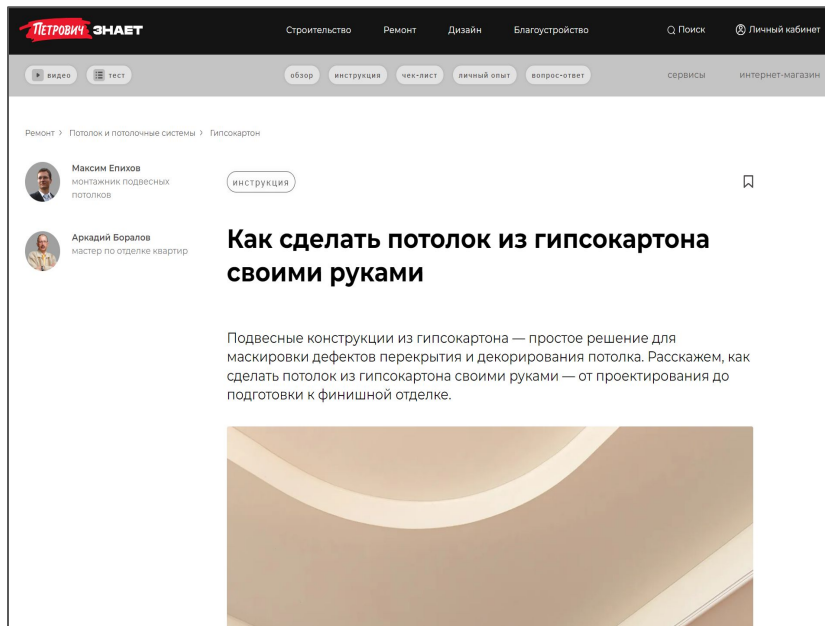 ПЕТРОВИЧ ЗНАЕТ
Строительство Ремонт Дизайн Благоустройство Поиск Личный кабинет
видео тест обзор инструкция чек-лист личный опыт вопрос-ответ сервисы интернет-магазин
Ремонт > Потолок и потолочные системы > Гипсокартон
Максим Епихов
монтажник подвесных
потолков
Аркадий Боралов
мастер по отделке квартир
инструкция
Как сделать потолок из гипсокартона
своими руками
Подвесные конструкции из гипсокартона — простое решение для
маскировки дефектов перекрытия и декорирования потолка. Расскажем, как
сделать потолок из гипсокартона своими руками — от проектирования до
подготовки к финишной отделке.